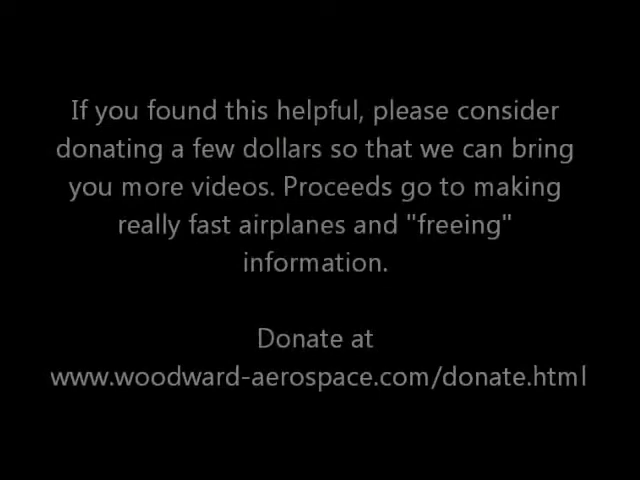 If you found this helpful, please consider
donating a few dollars so that we can bring
you more videos. Proceeds go to making
really fast airplanes and "freeing"
information.
Donate at
www.woodward-aerospace.com/donate.html